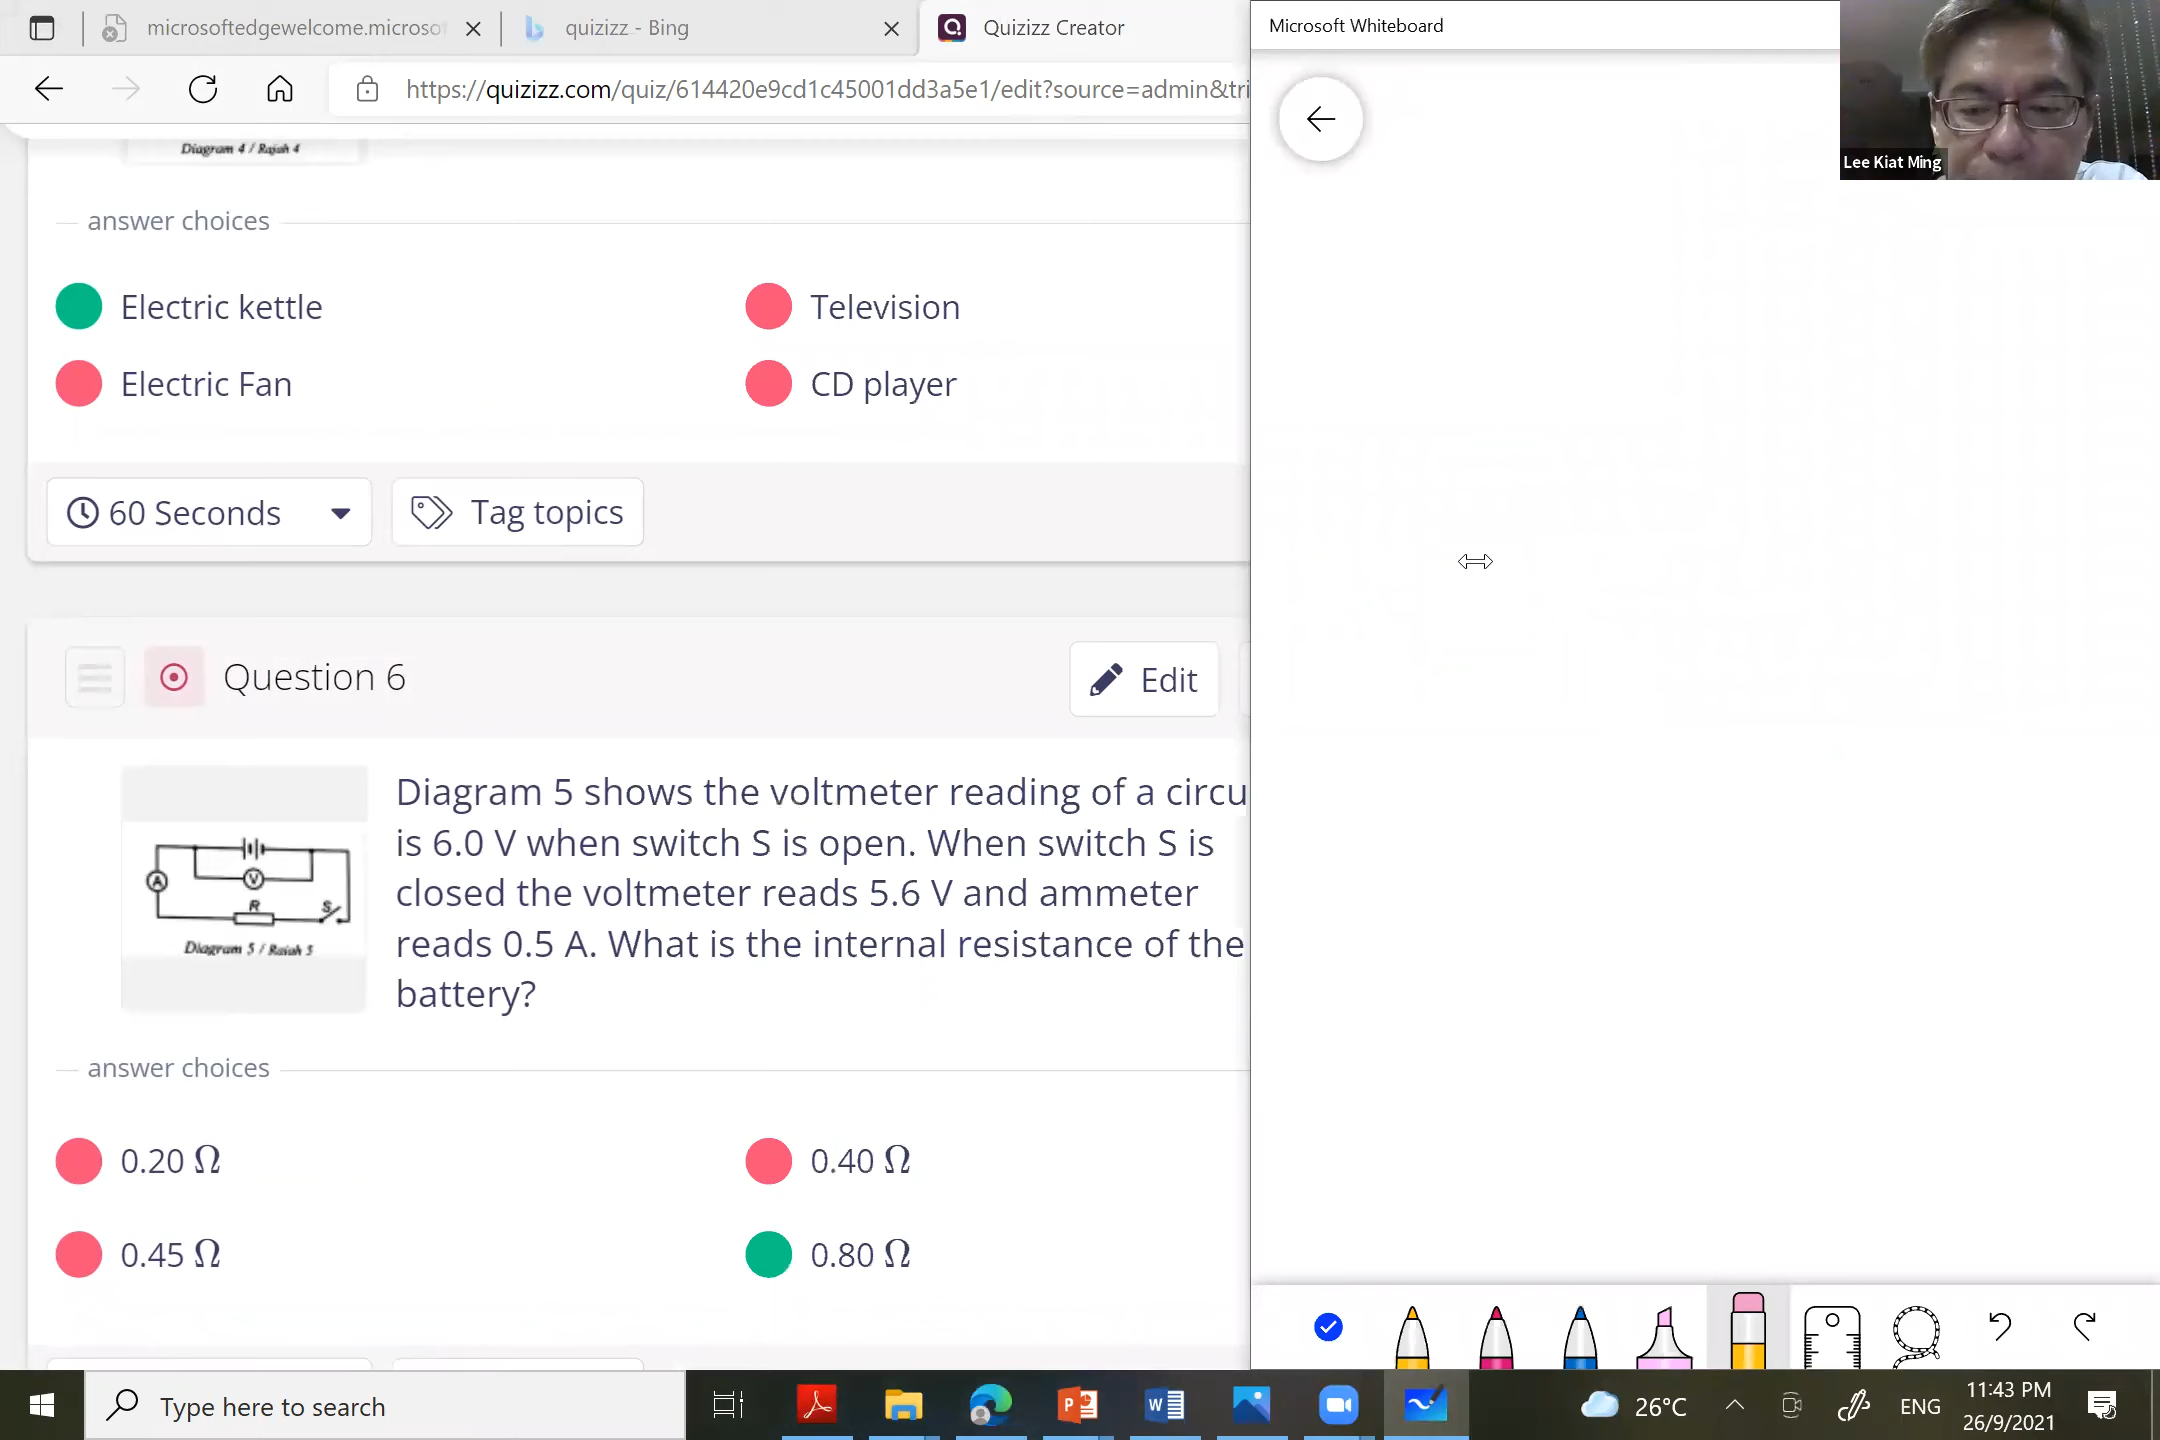 microsoftedgewelcome.microso
quizizz - Bing
Quizizz Creator
Microsoft Whiteboard
https://quizizz.com/quiz/614420e9cd1c45001dd3a5e1/edit?source=admin&tri
Lee Kiat Ming
Diagram 4 / Rajah 4
answer choices
Electric kettle
Television
Electric Fan
CD player
60 Seconds
Tag topics
Question 6
Edit
Diagram 5 shows the voltmeter reading of a circu
is 6.0 V when switch S is open. When switch S is
closed the voltmeter reads 5.6 V and ammeter
reads 0.5 A. What is the internal resistance of the
battery?
A
V
R
S
Diagram 5 / Rajah 5
answer choices
0.20 Ω
0.40 Ω
0.45 Ω
0.80 Ω
Type here to search
26°C
ENG
11:43 PM
26/9/2021